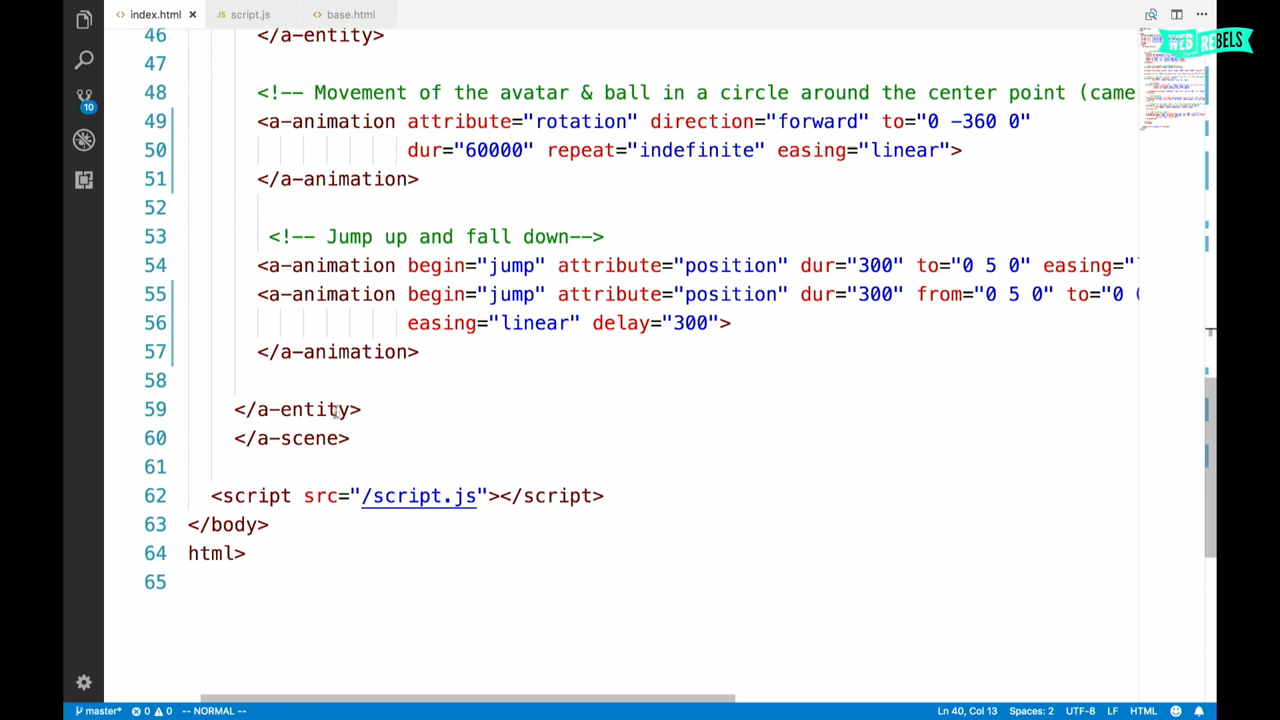 index.html
script.js
base.html
WEB REBELS
46 </a-entity>
47
48 <!-- Movement of the avatar & ball in a circle around the center point (came
49 <a-animation attribute="rotation" direction="forward" to="0 -360 0"
50 dur="60000" repeat="indefinite" easing="linear">
51 </a-animation>
52
53 <!-- Jump up and fall down-->
54 <a-animation begin="jump" attribute="position" dur="300" to="0 5 0" easing="
55 <a-animation begin="jump" attribute="position" dur="300" from="0 5 0" to="0
56 easing="linear" delay="300">
57 </a-animation>
58
59 </a-entity>
60 </a-scene>
61
62 <script src="/script.js"></script>
63 </body>
64 html>
65
10
master* 0 0 -- NORMAL --
Ln 40, Col 13 Spaces: 2 UTF-8 LF HTML